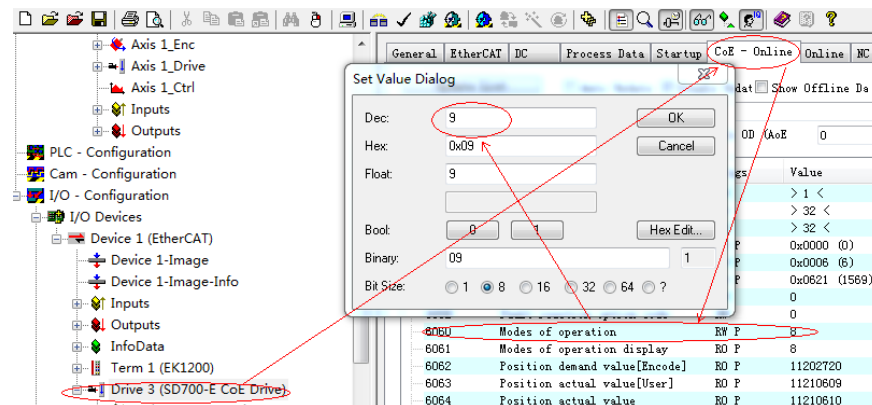 Axis 1_Enc
Axis 1_Drive
Axis 1_Ctrl
Inputs
Outputs
PLC - Configuration
Cam - Configuration
I/O - Configuration
I/O Devices
Device 1 (EtherCAT)
Device 1-Image
Device 1-Image-Info
Inputs
Outputs
InfoData
Term 1 (EK1200)
Drive 3 (SD700-E CoE Drive)
General EtherCAT DC Process Data Startup CoE - Online Online NC
Show Offline Da
OD (AoE 0
Value
> 1 <
> 32 <
> 32 <
P 0x0000 (0)
P 0x0006 (6)
P 0x0621 (1569)
0
0
6060 Modes of operation RW P 8
6061 Modes of operation display RO P 8
6062 Position demand value[Encode] RO P 11202720
6063 Position actual value[User] RO P 11210609
6064 Position actual value RO P 11210610
Set Value Dialog
Dec: 9 OK
Hex: 0x09 Cancel
Float: 9
Bool: 0 1 Hex Edit...
Binary: 09 1
Bit Size: 1 8 16 32 64 ?